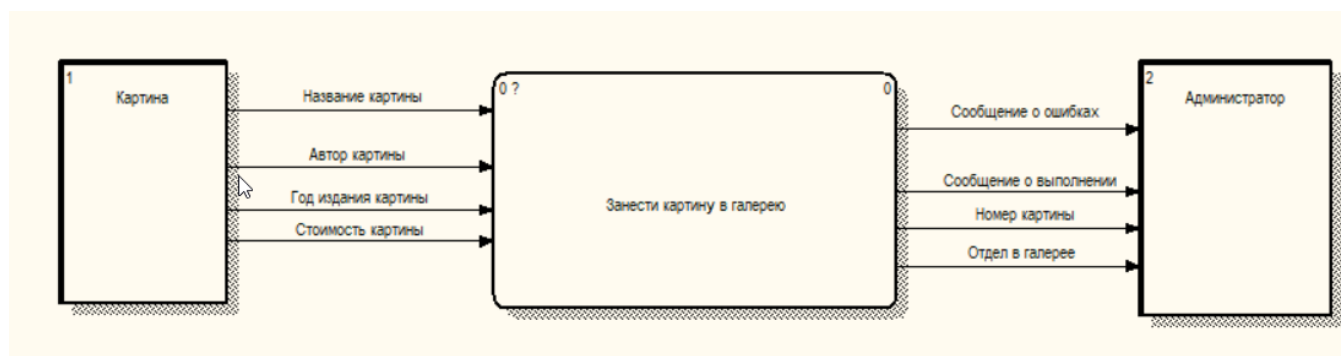 1
Картина
Название картины
Автор картины
Год издания картины
Стоимость картины
0 ?
0
Занести картину в галерею
Сообщение о ошибках
Сообщение о выполнении
Номер картины
Отдел в галерее
2
Администратор